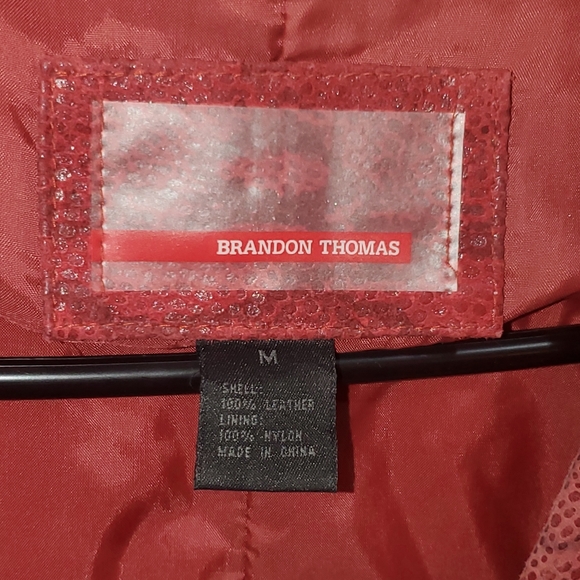 BRANDON THOMAS
M
SHELL:
100% LEATHER
LINING:
100% NYLON
MADE IN CHINA